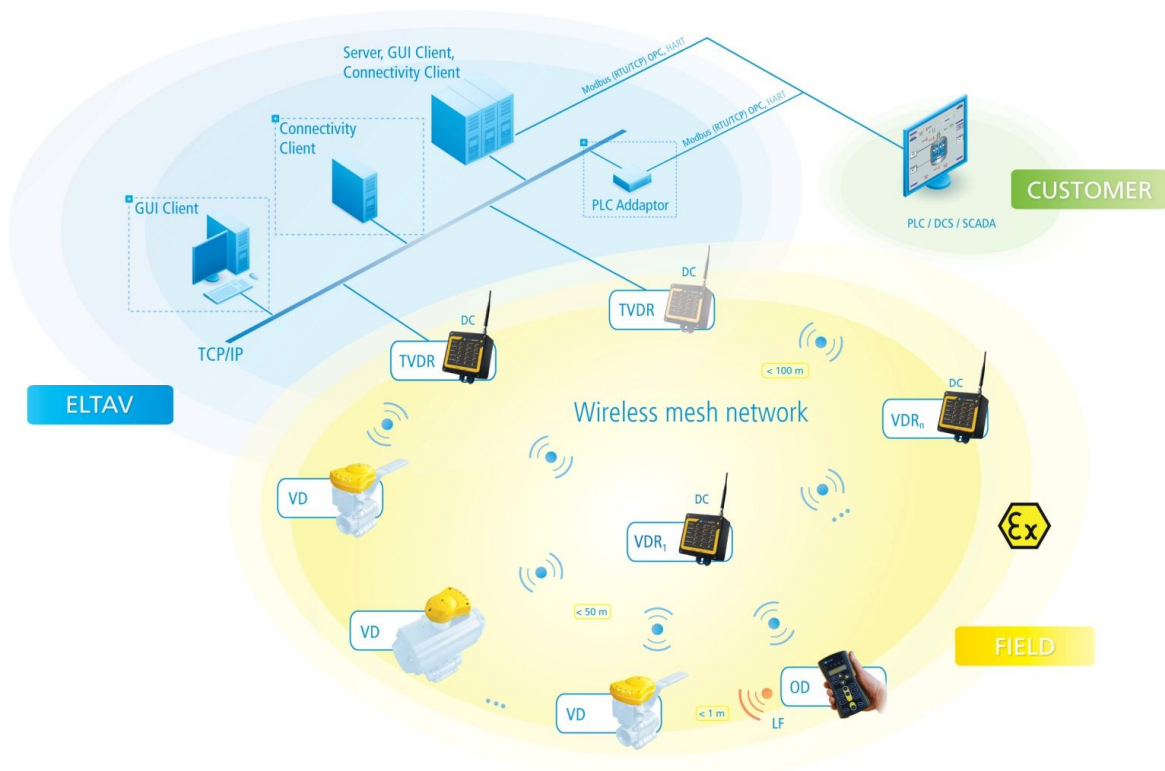 Server, GUI Client,
Connectivity Client
Modbus (RTU/TCP) OPC, HART
Modbus (RTU/TCP) OPC, HART
Connectivity
Client
GUI Client
PLC Addaptor
CUSTOMER
PLC / DCS / SCADA
TCP/IP
DC
TVDR
DC
TVDR
< 100 m
DC
VDRn
ELTAV
Wireless mesh network
VD
DC
VDR1
Ex
< 50 m
VD
FIELD
VD
< 1 m
LF
OD